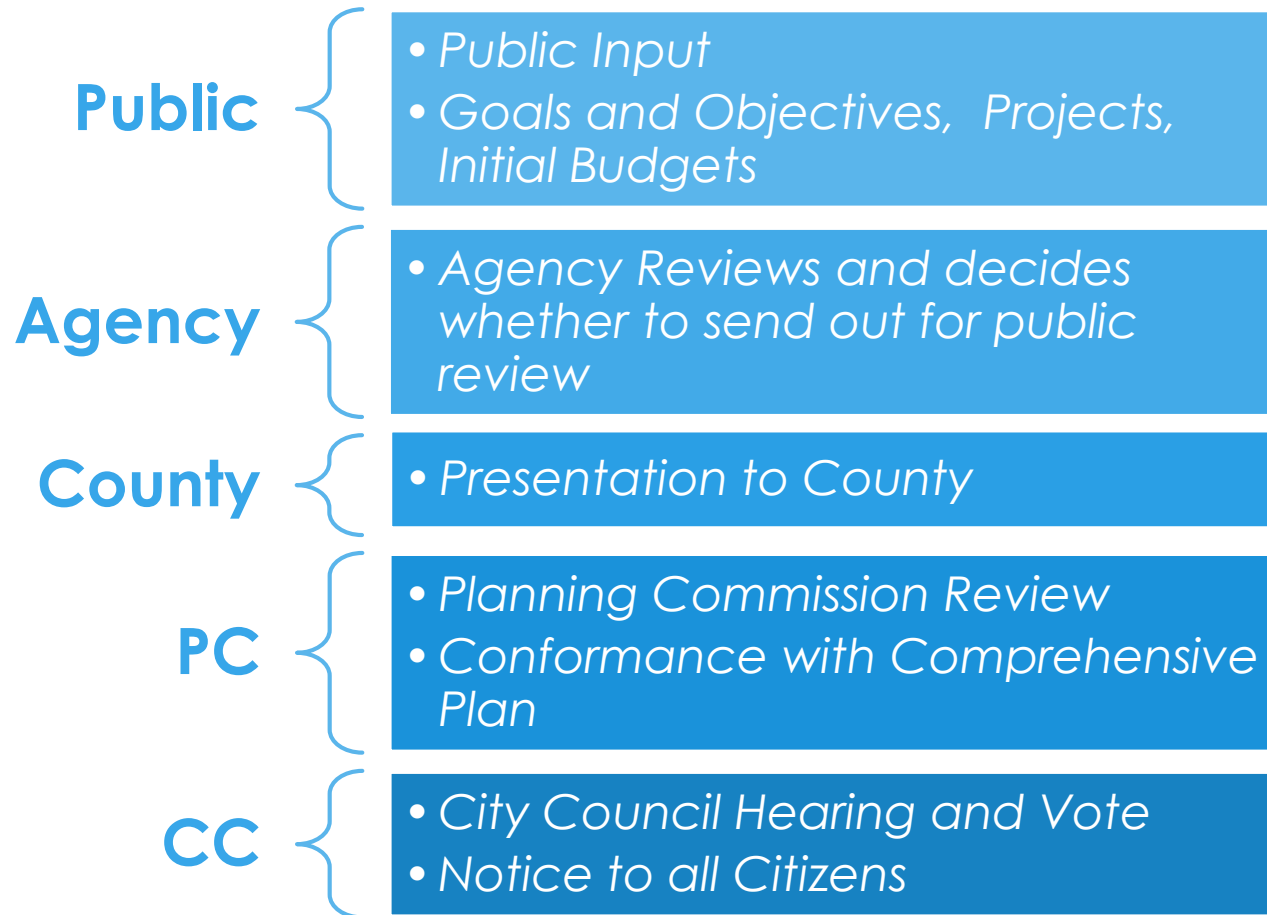 Public
• Public Input
• Goals and Objectives,  Projects,
Initial Budgets
Agency
• Agency Reviews and decides
whether to send out for public
review
County
• Presentation to County
PC
• Planning Commission Review
• Conformance with Comprehensive
Plan
CC
• City Council Hearing and Vote
• Notice to all Citizens